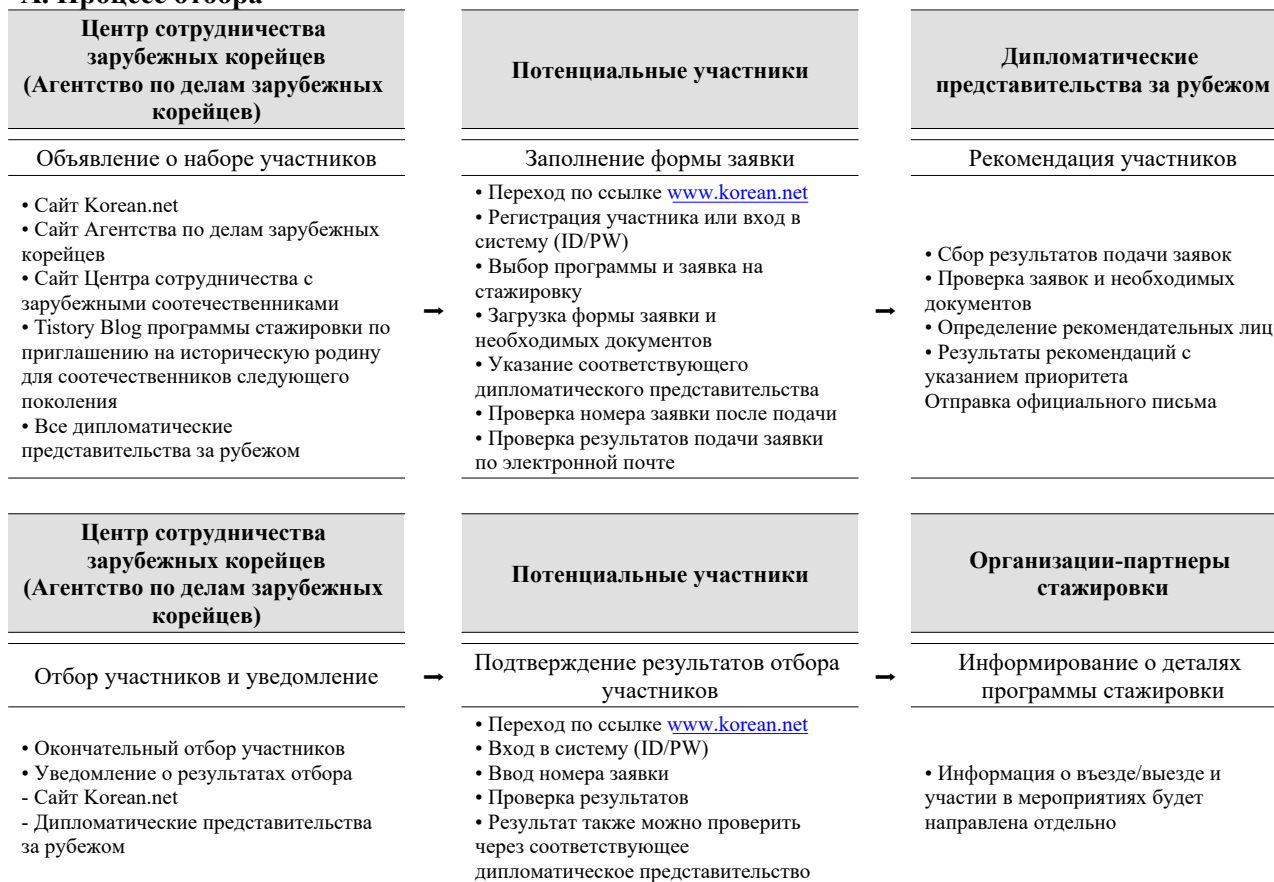 А. Процесс отбора
Центр сотрудничества
зарубежных корейцев
(Агентство по делам зарубежных
корейцев)
Потенциальные участники
Дипломатические
представительства за рубежом
Объявление о наборе участников
Заполнение формы заявки
Рекомендация участников
• Сайт Korean.net
• Сайт Агентства по делам зарубежных
корейцев
• Сайт Центра сотрудничества с
зарубежными соотечественниками
• Tistory Blog программы стажировки по
приглашению на историческую родину
для соотечественников следующего
поколения
• Все дипломатические
представительства за рубежом
→
• Переход по ссылке www.korean.net
• Регистрация участника или вход в
систему (ID/PW)
• Выбор программы и заявка на
стажировку
• Загрузка формы заявки и
необходимых документов
• Указание соответствующего
дипломатического представительства
• Проверка номера заявки после подачи
• Проверка результатов подачи заявки
по электронной почте
→
• Сбор результатов подачи заявок
• Проверка заявок и необходимых
документов
• Определение рекомендательных лиц
• Результаты рекомендаций с
указанием приоритета
Отправка официального письма
Центр сотрудничества
зарубежных корейцев
(Агентство по делам зарубежных
корейцев)
Потенциальные участники
Организации-партнеры
стажировки
Отбор участников и уведомление
→
Подтверждение результатов отбора
участников
→
Информирование о деталях
программы стажировки
• Окончательный отбор участников
• Уведомление о результатах отбора
- Сайт Korean.net
- Дипломатические представительства
за рубежом
• Переход по ссылке www.korean.net
• Вход в систему (ID/PW)
• Ввод номера заявки
• Проверка результатов
• Результат также можно проверить
через соответствующее
дипломатическое представительство
• Информация о въезде/выезде и
участии в мероприятиях будет
направлена отдельно